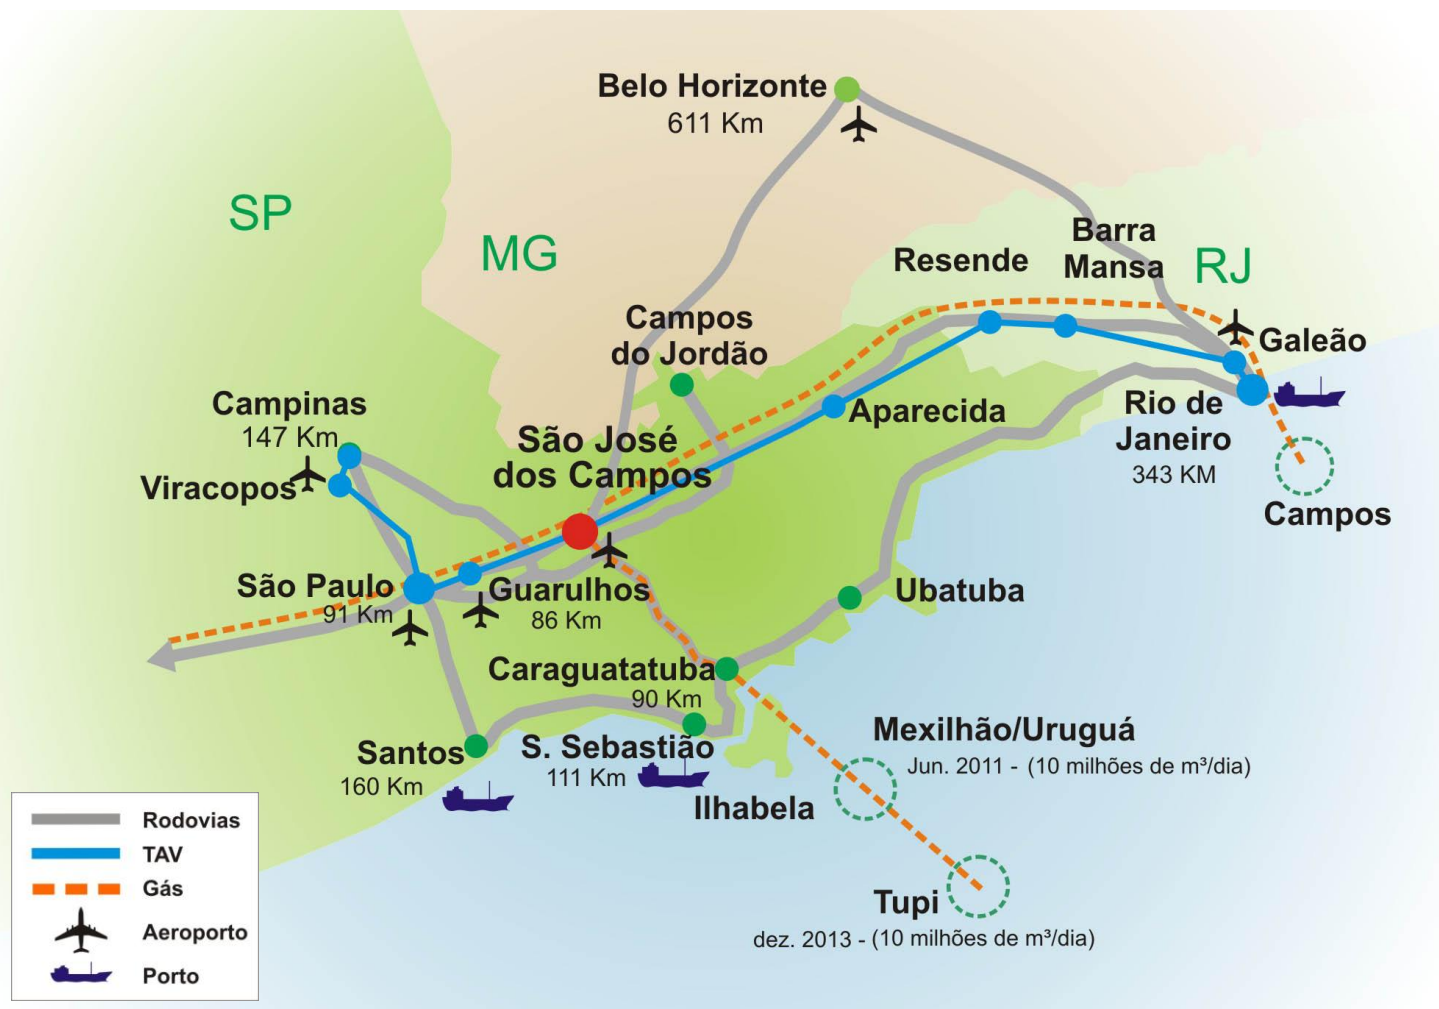 Belo Horizonte
611 Km
SP
MG
RJ
Barra
Mansa
Resende
Campos
do Jordão
Galeão
Campinas
147 Km
Viracopos
São José
dos Campos
Aparecida
Rio de
Janeiro
343 KM
Campos
São Paulo
91 Km
Guarulhos
86 Km
Ubatuba
Caraguatatuba
90 Km
Santos
160 Km
S. Sebastião
111 Km
Ilhabela
Mexilhão/Uruguá
Jun. 2011 - (10 milhões de m³/dia)
Tupi
dez. 2013 - (10 milhões de m³/dia)
Rodovias
TAV
Gás
Aeroporto
Porto